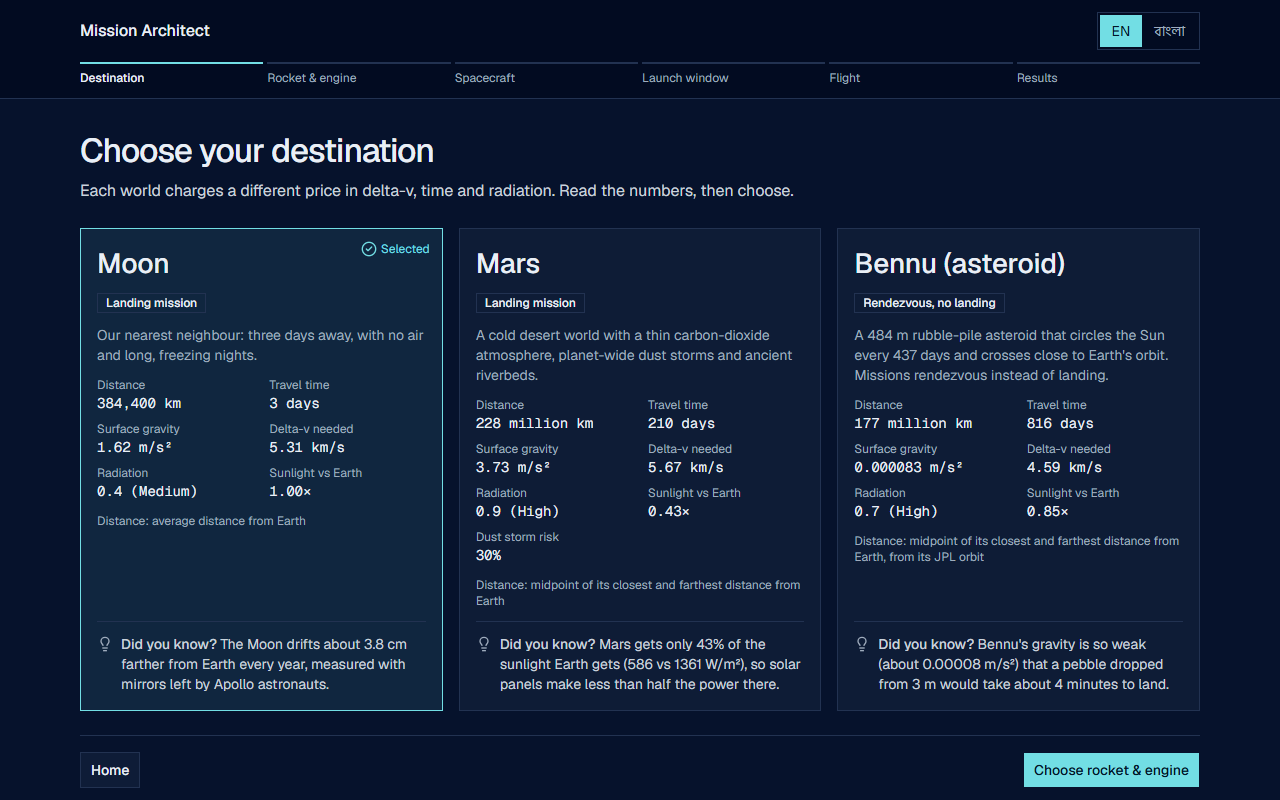 Mission Architect
EN বাংলা
Destination
Rocket & engine
Spacecraft
Launch window
Flight
Results
Choose your destination
Each world charges a different price in delta-v, time and radiation. Read the numbers, then choose.
Selected
Moon
Landing mission
Our nearest neighbour: three days away, with no air
and long, freezing nights.
Distance Travel time
384,400 km 3 days
Surface gravity Delta-v needed
1.62 m/s² 5.31 km/s
Radiation Sunlight vs Earth
0.4 (Medium) 1.00×
Distance: average distance from Earth
Did you know? The Moon drifts about 3.8 cm
farther from Earth every year, measured with
mirrors left by Apollo astronauts.
Mars
Landing mission
A cold desert world with a thin carbon-dioxide
atmosphere, planet-wide dust storms and ancient
riverbeds.
Distance Travel time
228 million km 210 days
Surface gravity Delta-v needed
3.73 m/s² 5.67 km/s
Radiation Sunlight vs Earth
0.9 (High) 0.43×
Dust storm risk
30%
Distance: midpoint of its closest and farthest distance from
Earth
Did you know? Mars gets only 43% of the
sunlight Earth gets (586 vs 1361 W/m²), so solar
panels make less than half the power there.
Bennu (asteroid)
Rendezvous, no landing
A 484 m rubble-pile asteroid that circles the Sun
every 437 days and crosses close to Earth's orbit.
Missions rendezvous instead of landing.
Distance Travel time
177 million km 816 days
Surface gravity Delta-v needed
0.000083 m/s² 4.59 km/s
Radiation Sunlight vs Earth
0.7 (High) 0.85×
Distance: midpoint of its closest and farthest distance from
Earth, from its JPL orbit
Did you know? Bennu's gravity is so weak
(about 0.00008 m/s²) that a pebble dropped
from 3 m would take about 4 minutes to land.
Home
Choose rocket & engine